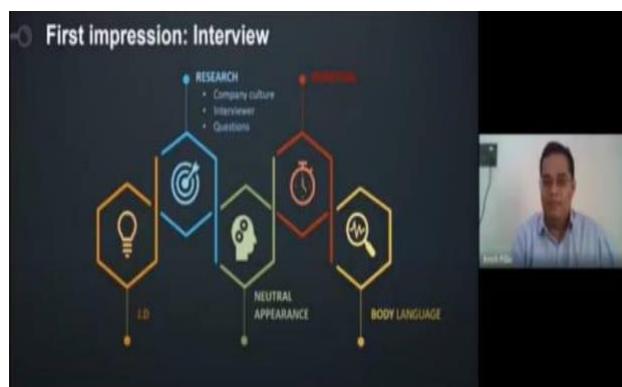 First impression: Interview
RESEARCH
• Company culture
• Interviewer
• Questions
J.D
NEUTRAL
APPEARANCE
BODY LANGUAGE